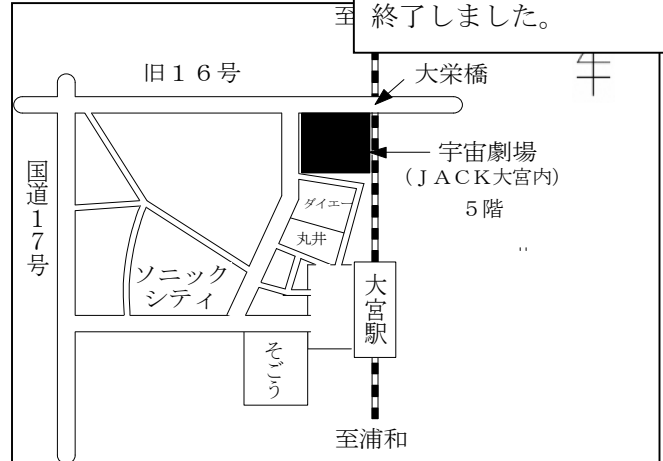 終了しました。
至
旧１６号
大栄橋
宇宙劇場
（ＪＡＣＫ大宮内）
５階
国道１７号
ダイエー
丸井
ソニック
シティ
大宮駅
そごう
至浦和